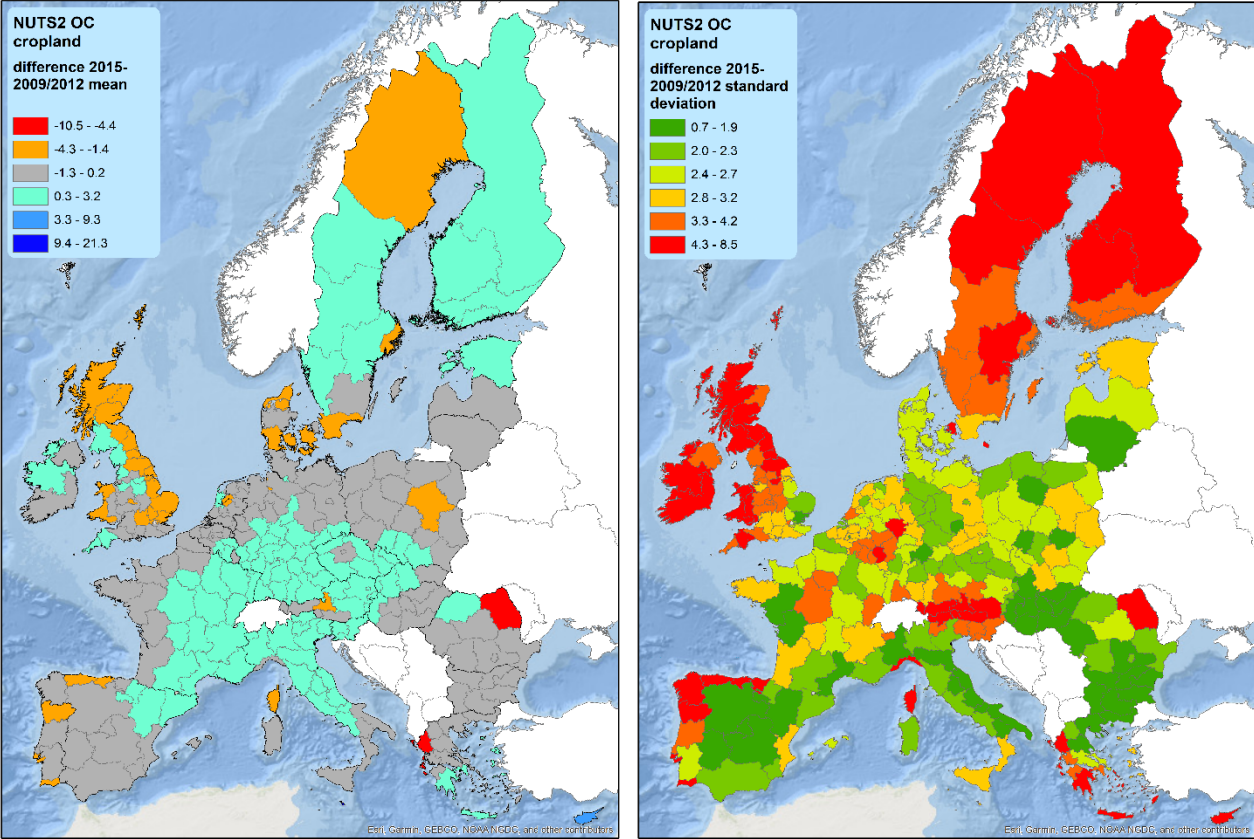 NUTS2 OC
cropland
difference 2015-
2009/2012 mean
-10.5 - -4.4
-4.3 - -1.4
-1.3 - 0.2
0.3 - 3.2
3.3 - 9.3
9.4 - 21.3
Esri, Garmin, GEBCO, NOAA NGDC, and other contributors
NUTS2 OC
cropland
difference 2015-
2009/2012 standard
deviation
0.7 - 1.9
2.0 - 2.3
2.4 - 2.7
2.8 - 3.2
3.3 - 4.2
4.3 - 8.5
Esri, Garmin, GEBCO, NOAA NGDC, and other contributors